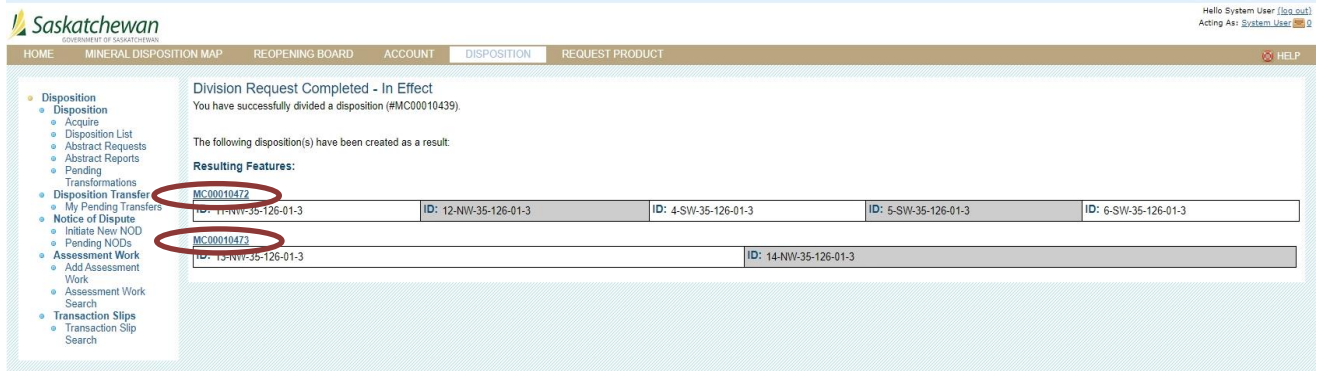 Saskatchewan
GOVERNMENT OF SASKATCHEWAN
Hello System User (log out)
Acting As: System User 0
HOME MINERAL DISPOSITION MAP REOPENING BOARD ACCOUNT DISPOSITION REQUEST PRODUCT HELP
Disposition
Disposition
Acquire
Disposition List
Abstract Requests
Abstract Reports
Pending
Transformations
Disposition Transfer
My Pending Transfers
Notice of Dispute
Initiate New NOD
Pending NODs
Assessment Work
Add Assessment
Work
Assessment Work
Search
Transaction Slips
Transaction Slip
Search
Division Request Completed - In Effect
You have successfully divided a disposition (#MC00010439).
The following disposition(s) have been created as a result:
Resulting Features:
MC00010472
ID: 11-NW-35-126-01-3 ID: 12-NW-35-126-01-3 ID: 4-SW-35-126-01-3 ID: 5-SW-35-126-01-3 ID: 6-SW-35-126-01-3
MC00010473
ID: 13-NW-35-126-01-3 ID: 14-NW-35-126-01-3